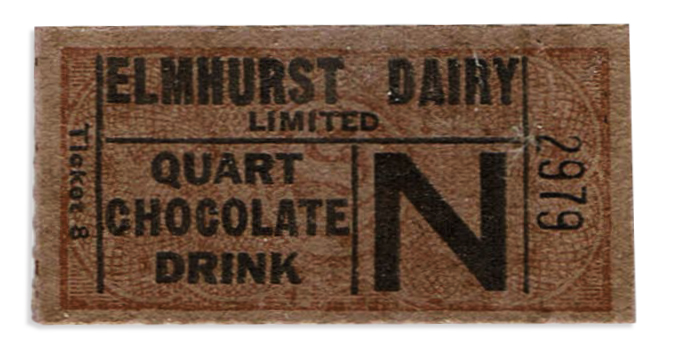 Ticket 8
ELMHURST DAIRY
LIMITED
QUART
CHOCOLATE
DRINK
N
2979